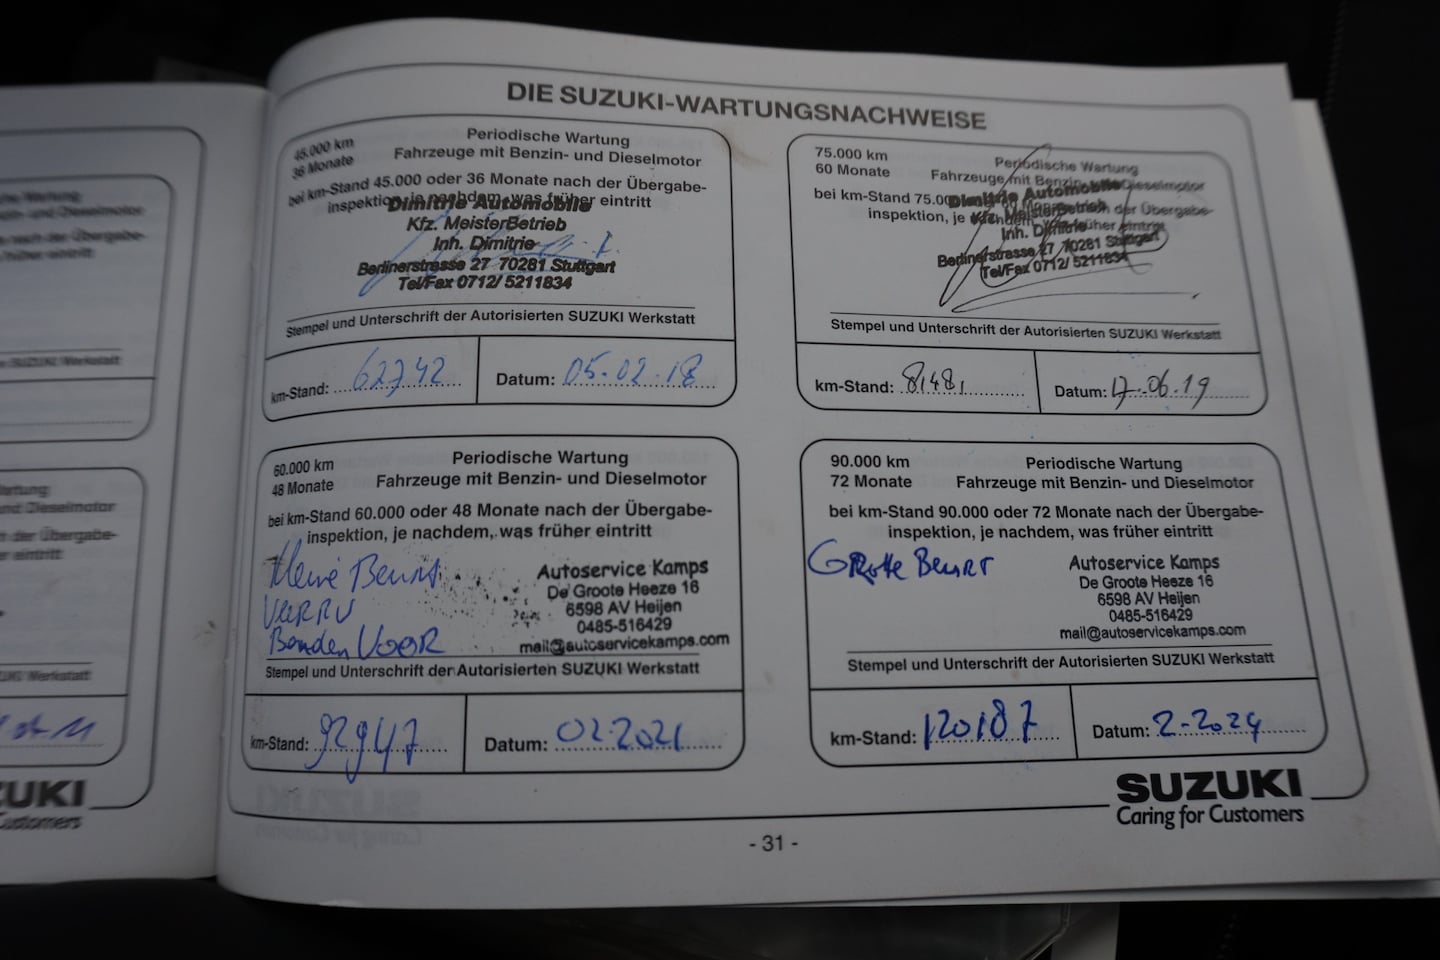 DIE SUZUKI-WARTUNGSNACHWEISE
45.000 km
36 Monate
Periodische Wartung
Fahrzeuge mit Benzin- und Dieselmotor
bei km-Stand 45.000 oder 36 Monate nach der Übergabe-
inspektion, je nachdem, was früher eintritt
Dimitrie Automobile
Kfz. MeisterBetrieb
Inh. Dimitrie
Berlinerstrasse 27 70281 Stuttgart
Tel/Fax 0712/ 5211834
Stempel und Unterschrift der Autorisierten SUZUKI Werkstatt
km-Stand: 62742
Datum: 05.02.18
75.000 km
60 Monate
Periodische Wartung
Fahrzeuge mit Benzin- und Dieselmotor
bei km-Stand 75.000 der Übergabe-
inspektion, je nachdem, früher eintritt
Dimitrie Automobile
Kfz. MeisterBetrieb
Inh. Dimitrie
Berlinerstrasse 27 70281 Stuttgart
Tel/Fax 0712/ 5211834
Stempel und Unterschrift der Autorisierten SUZUKI Werkstatt
km-Stand: 81481
Datum: 17.06.19
60.000 km
48 Monate
Periodische Wartung
Fahrzeuge mit Benzin- und Dieselmotor
bei km-Stand 60.000 oder 48 Monate nach der Übergabe-
inspektion, je nachdem, was früher eintritt
Kleine Beurt
Banden VOOR
Autoservice Kamps
De Groote Heeze 16
6598 AV Heijen
0485-516429
mail@autoservicekamps.com
Stempel und Unterschrift der Autorisierten SUZUKI Werkstatt
km-Stand: 92947
Datum: 02-2021
90.000 km
72 Monate
Periodische Wartung
Fahrzeuge mit Benzin- und Dieselmotor
bei km-Stand 90.000 oder 72 Monate nach der Übergabe-
inspektion, je nachdem, was früher eintritt
GRote Beurt
Autoservice Kamps
De Groote Heeze 16
6598 AV Heijen
0485-516429
mail@autoservicekamps.com
Stempel und Unterschrift der Autorisierten SUZUKI Werkstatt
km-Stand: 120187
Datum: 2-2024
SUZUKI
Caring for Customers
- 31 -